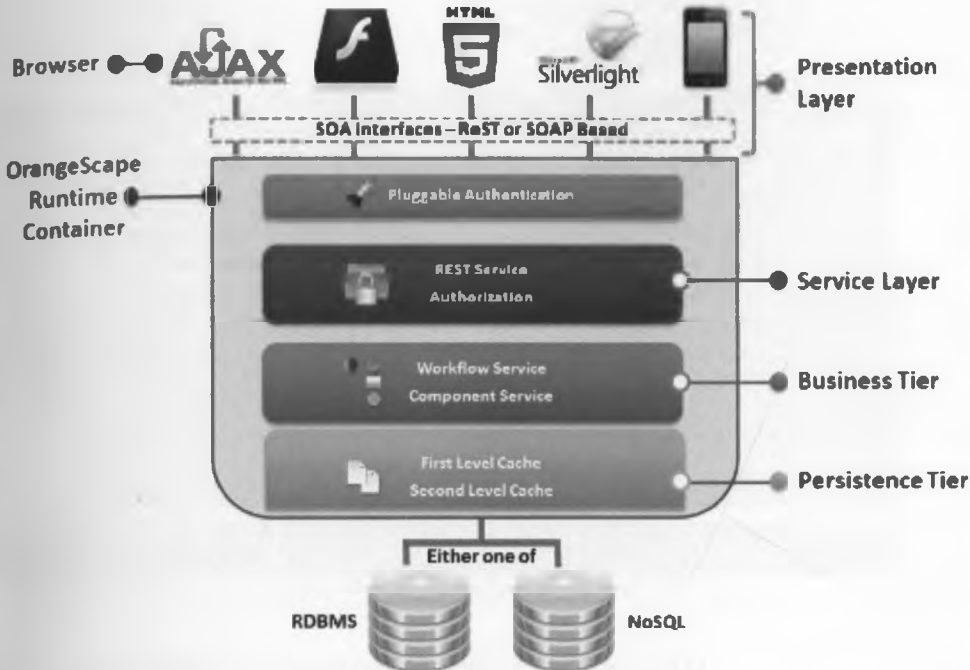 HTML
5
Browser
AJAX
Silverlight
Presentation
Layer
SOA Interfaces – ReST or SOAP Based
OrangeScape
Runtime
Container
Pluggable Authentication
REST Service
Authorization
Service Layer
Workflow Service
Component Service
Business Tier
First Level Cache
Second Level Cache
Persistence Tier
Either one of
RDBMS
NoSQL